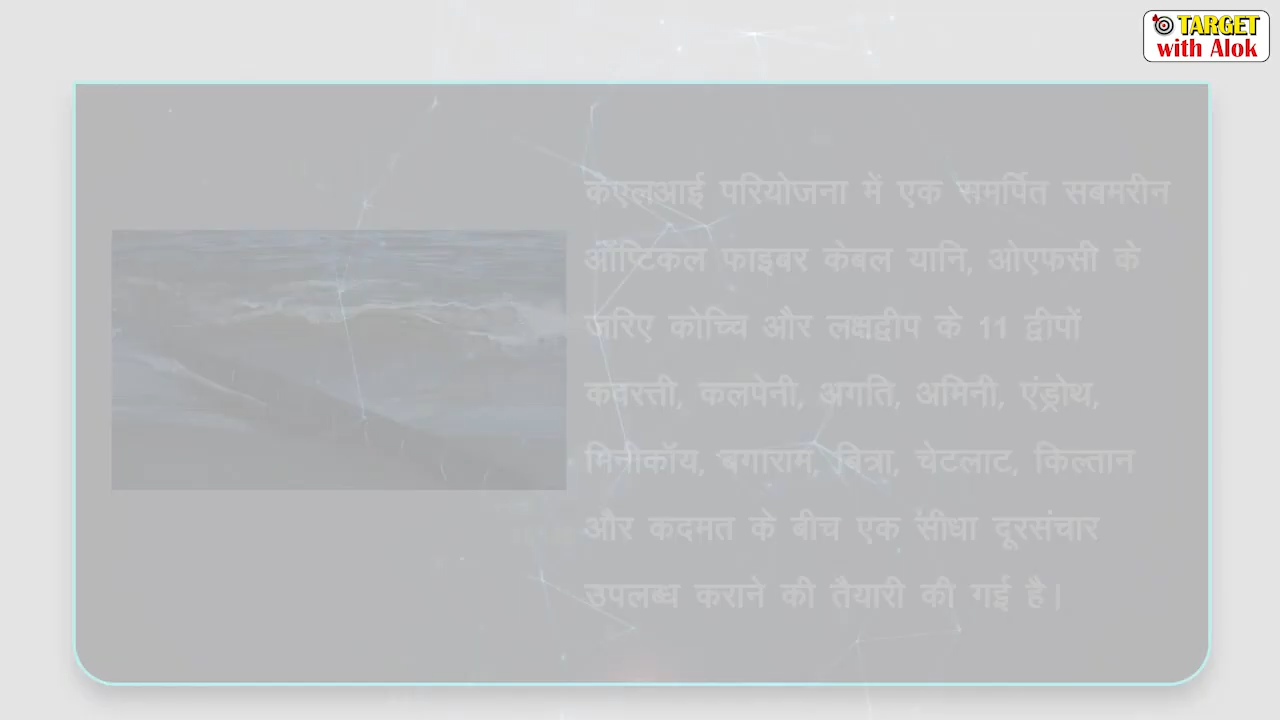 TARGET
with Alok
केएलआई परियोजना में एक समर्पित सबमरीन
ऑप्टिकल फाइबर केबल यानि, ओएफसी के
जरिए कोच्चि और लक्षद्वीप के 11 द्वीपों
कवरत्ती, कलपेनी, अगति, अमिनी, एंड्रोथ,
मिनीकॉय, बंगाराम, बित्रा, चेटलाट, किल्तान
और कदमत के बीच एक सीधा दूरसंचार
उपलब्ध कराने की तैयारी की गई है|